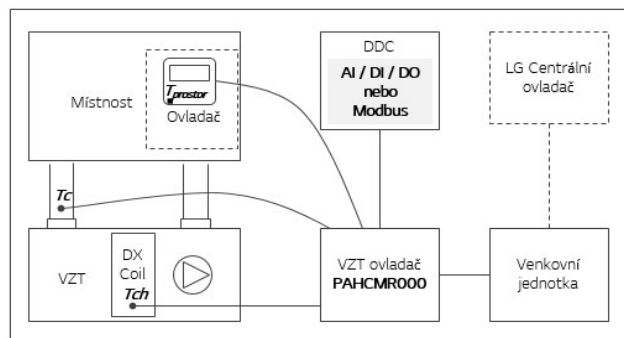 Místnost
Tprostor
Ovladač
DDC
AI / DI / DO
nebo
Modbus
LG Centrální
ovladač
Tc
VZT
DX
Coil
Tch
VZT ovladač
PAHCMR000
Venkovní
jednotka